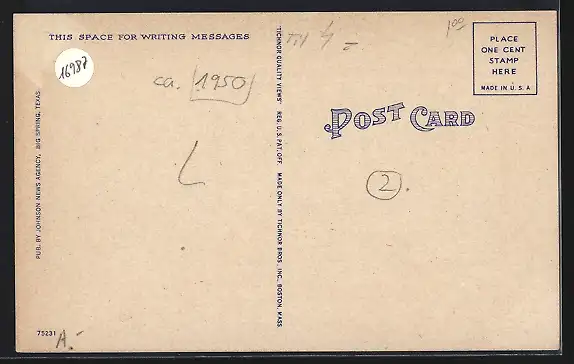 THIS SPACE FOR WRITING MESSAGES
16987
ca. 1950
PUB. BY JOHNSON NEWS AGENCY, BIG SPRING, TEXAS
75231
A.-
"TICHNOR QUALITY VIEWS" REG. U. S. PAT. OFF. MADE ONLY BY TICHNOR BROS., INC., BOSTON, MASS.
1.00
PLACE
ONE CENT
STAMP
HERE
MADE IN U. S. A
POST CARD
2.